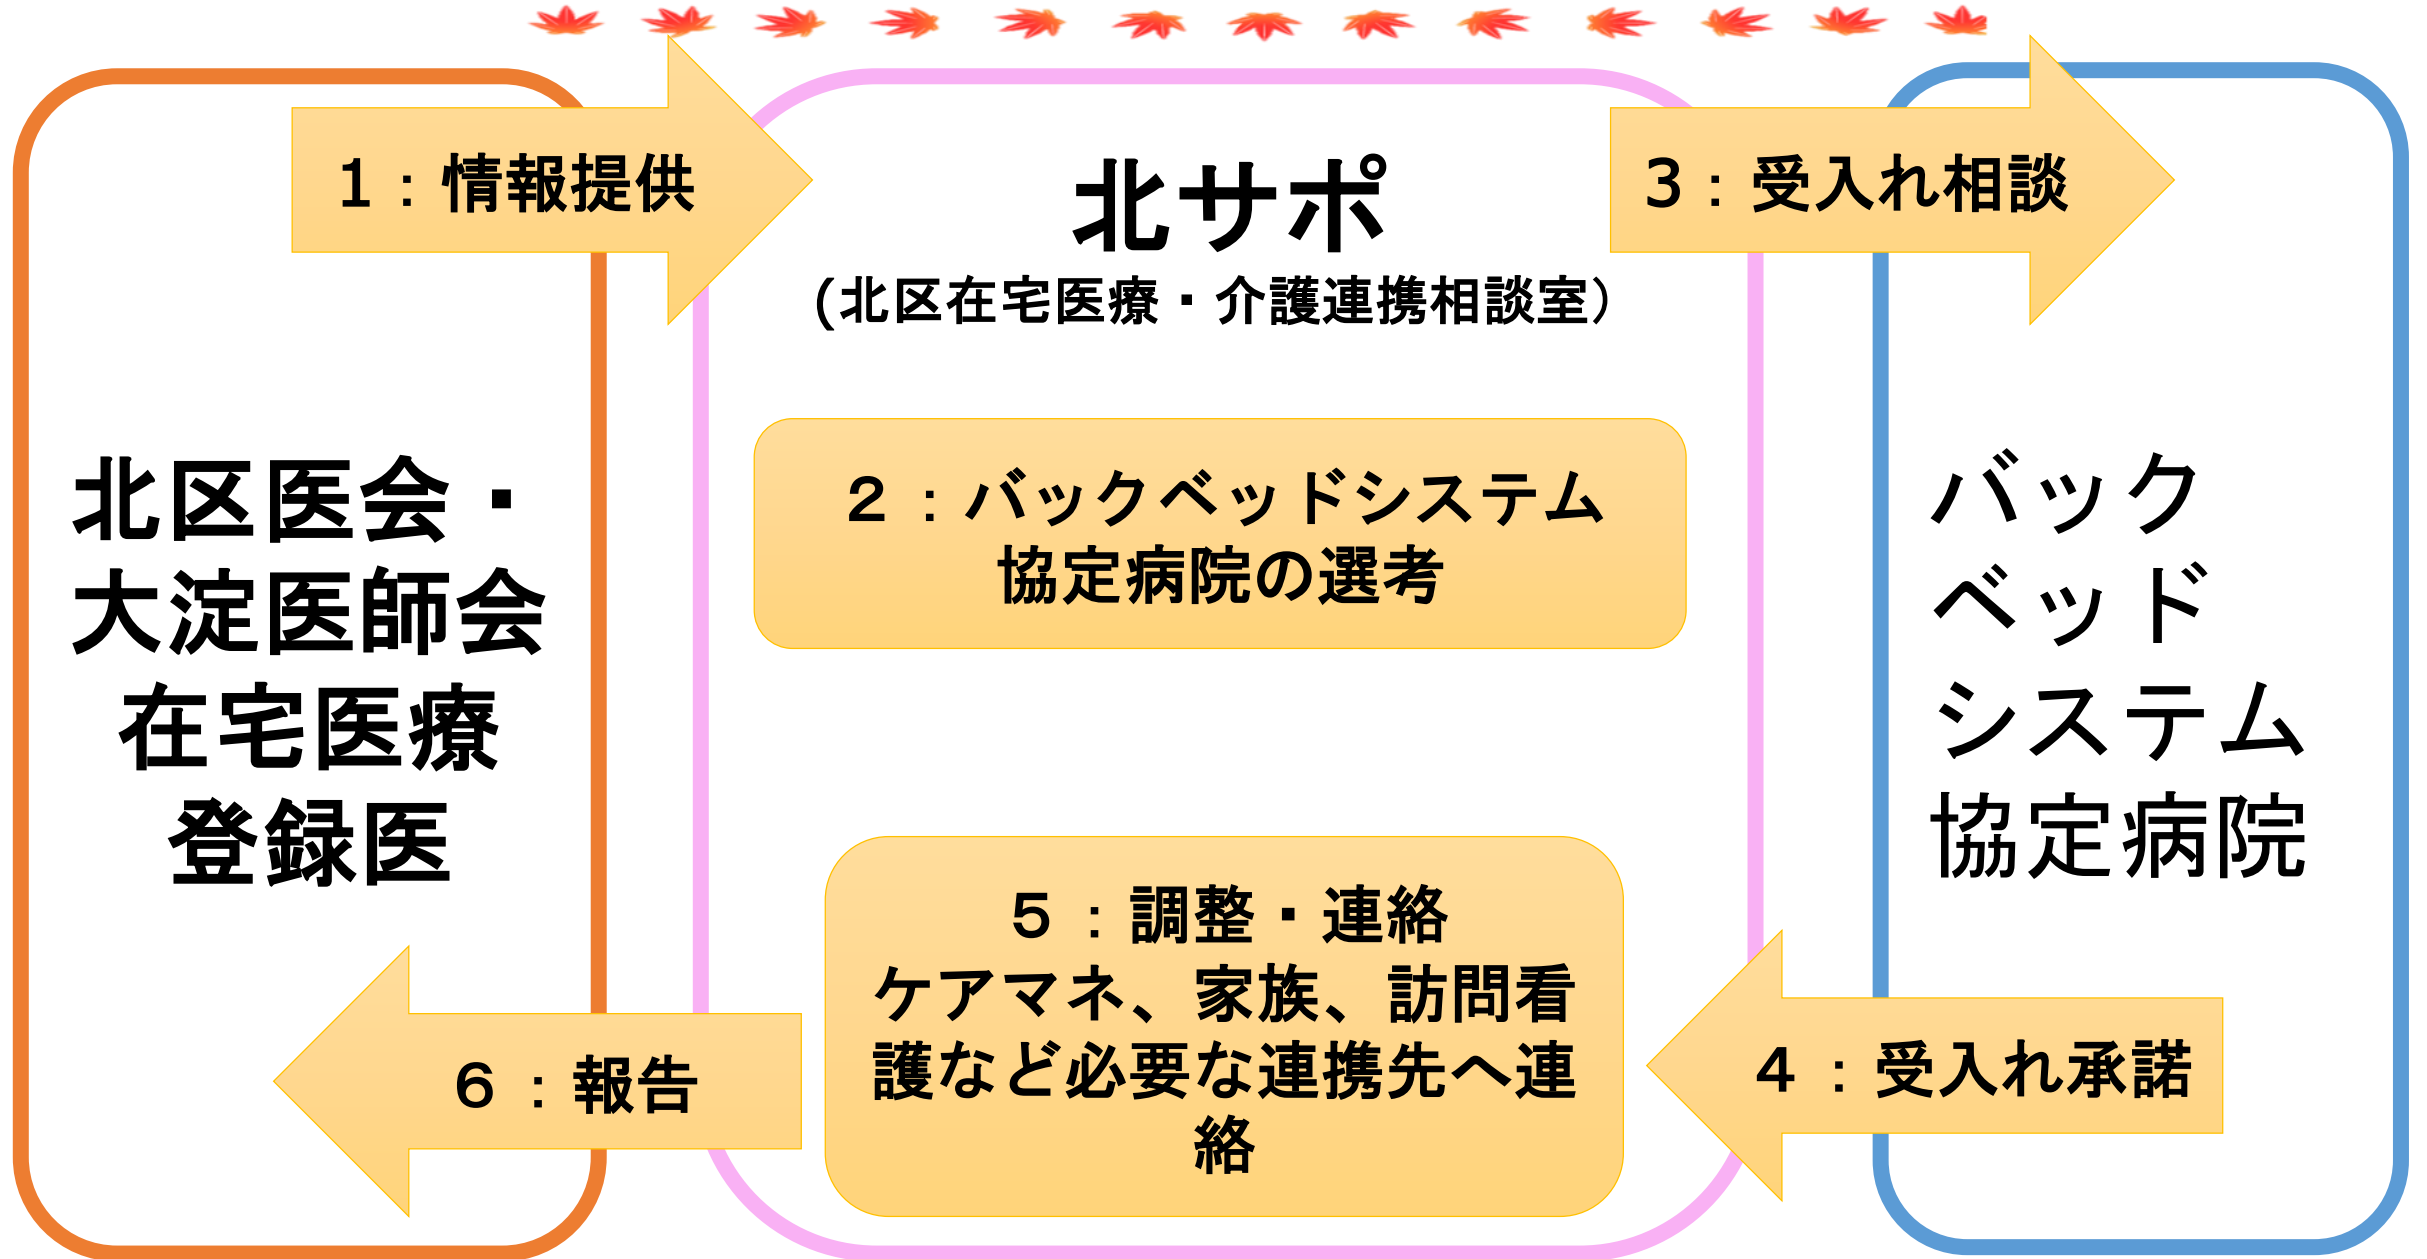 1：情報提供
北サポ
(北区在宅医療・介護連携相談室）
3：受入れ相談
北区医会・
大淀医師会
在宅医療
登録医
２：バックベッドシステム
協定病院の選考
バック
ベッド
システム
協定病院
５：調整・連絡
ケアマネ、家族、訪問看
護など必要な連携先へ連
絡
４：受入れ承諾
６：報告